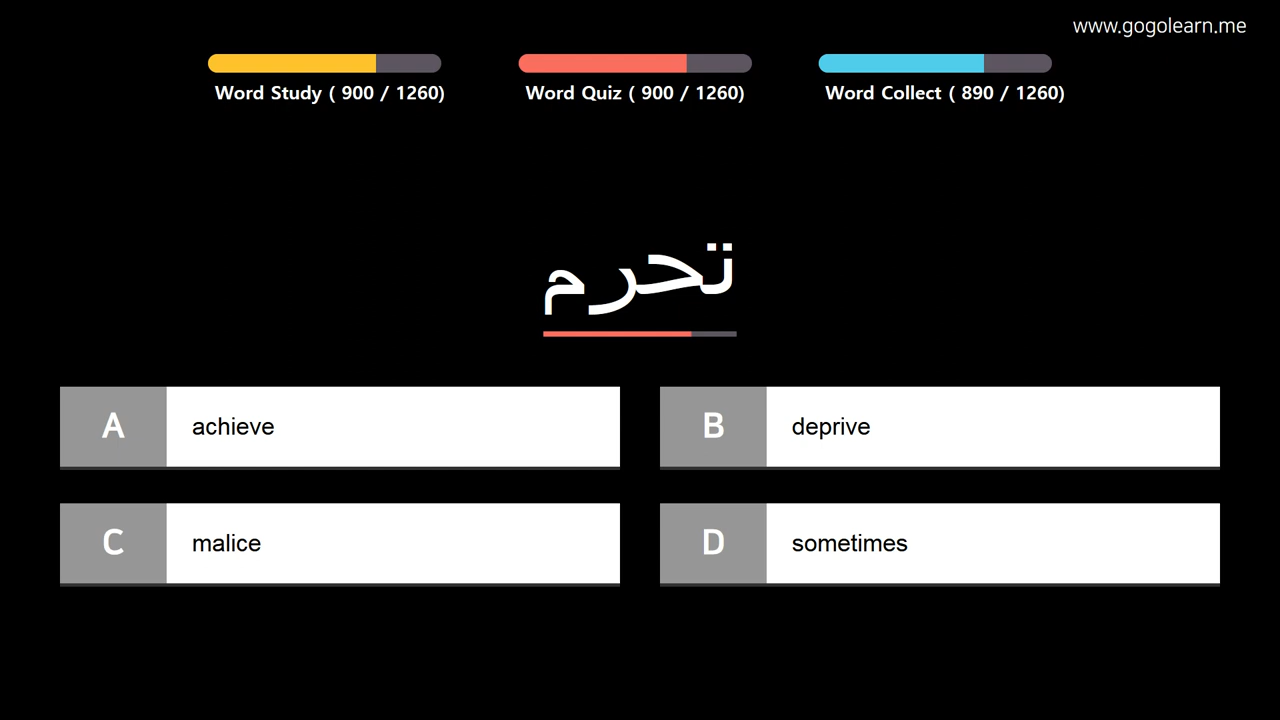 www.gogolearn.me
Word Study ( 900 / 1260)
Word Quiz ( 900 / 1260)
Word Collect ( 890 / 1260)
تحرم
A achieve
B deprive
C malice
D sometimes